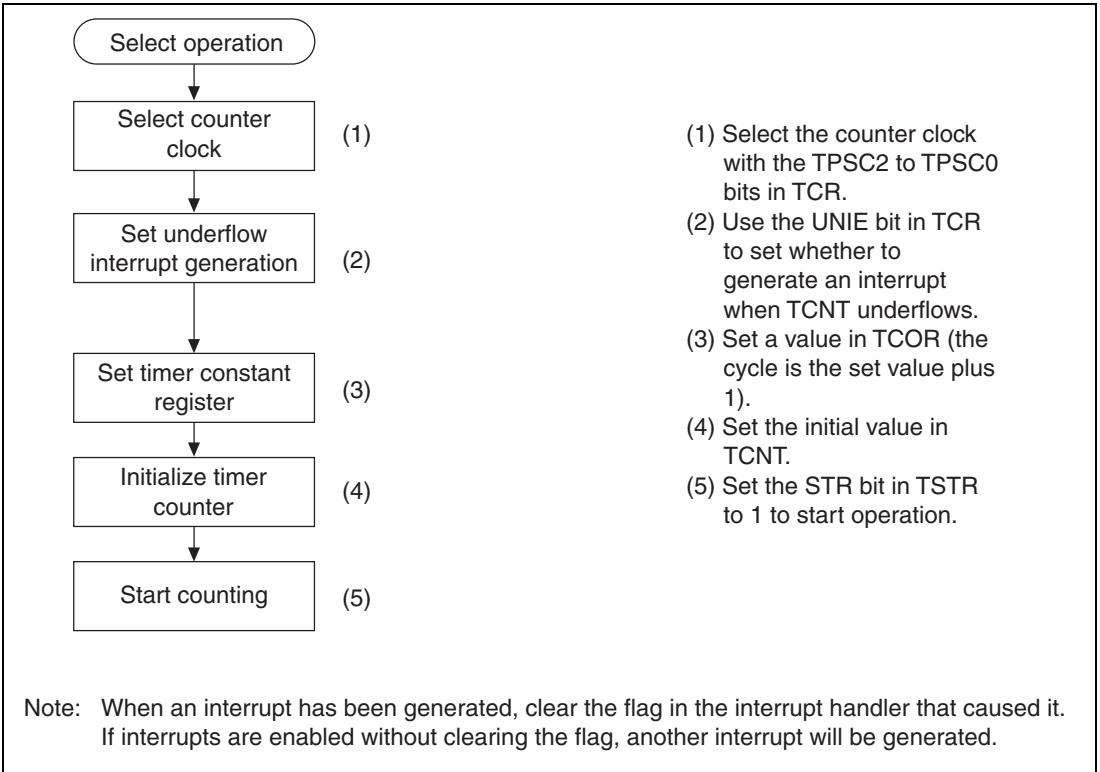 Select operation
Select counter
clock
(1)
Set underflow
interrupt generation
(2)
Set timer constant
register
(3)
Initialize timer
counter
(4)
Start counting
(5)
(1) Select the counter clock
with the TPSC2 to TPSC0
bits in TCR.
(2) Use the UNIE bit in TCR
to set whether to
generate an interrupt
when TCNT underflows.
(3) Set a value in TCOR (the
cycle is the set value plus
1).
(4) Set the initial value in
TCNT.
(5) Set the STR bit in TSTR
to 1 to start operation.
Note: When an interrupt has been generated, clear the flag in the interrupt handler that caused it.
If interrupts are enabled without clearing the flag, another interrupt will be generated.